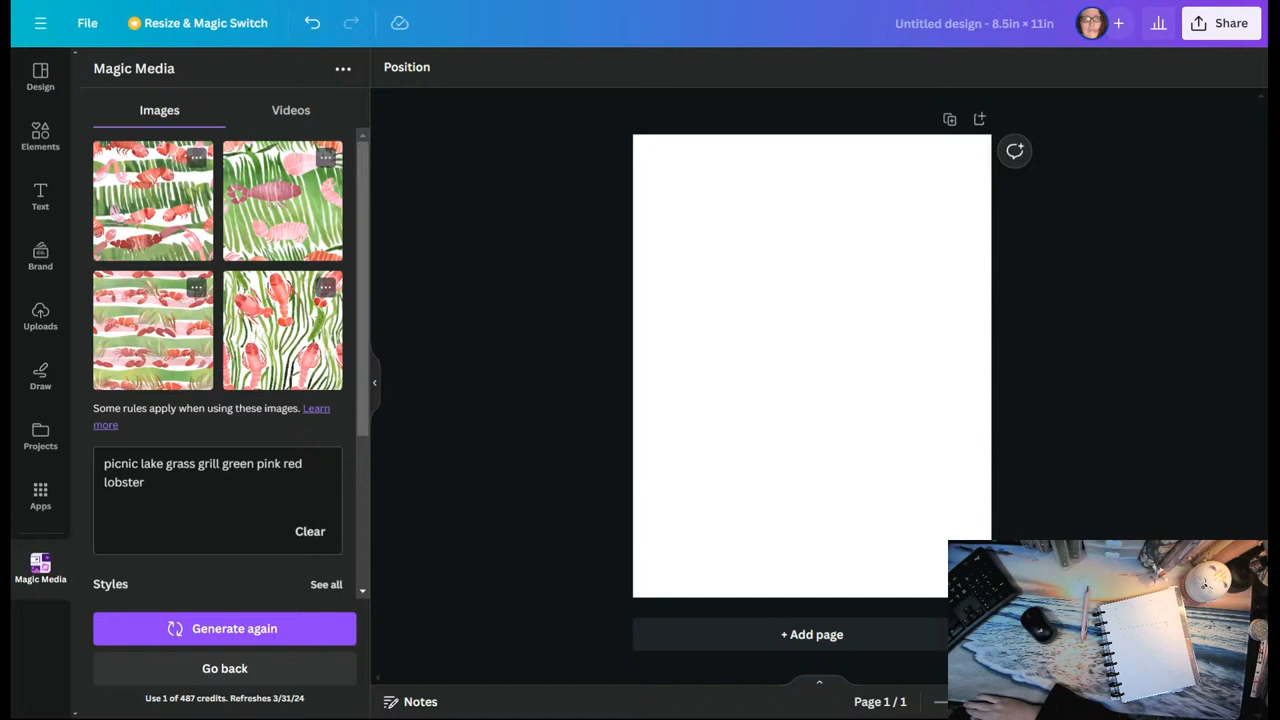 File
Resize & Magic Switch
Untitled design - 8.5in × 11in
Share
Design
Elements
Text
Brand
Uploads
Draw
Projects
Apps
Magic Media
Magic Media
Images
Videos
Some rules apply when using these images. Learn
more
picnic lake grass grill green pink red
lobster
Clear
Styles
See all
Generate again
Go back
Use 1 of 487 credits. Refreshes 3/31/24
Position
+ Add page
Notes
Page 1 / 1